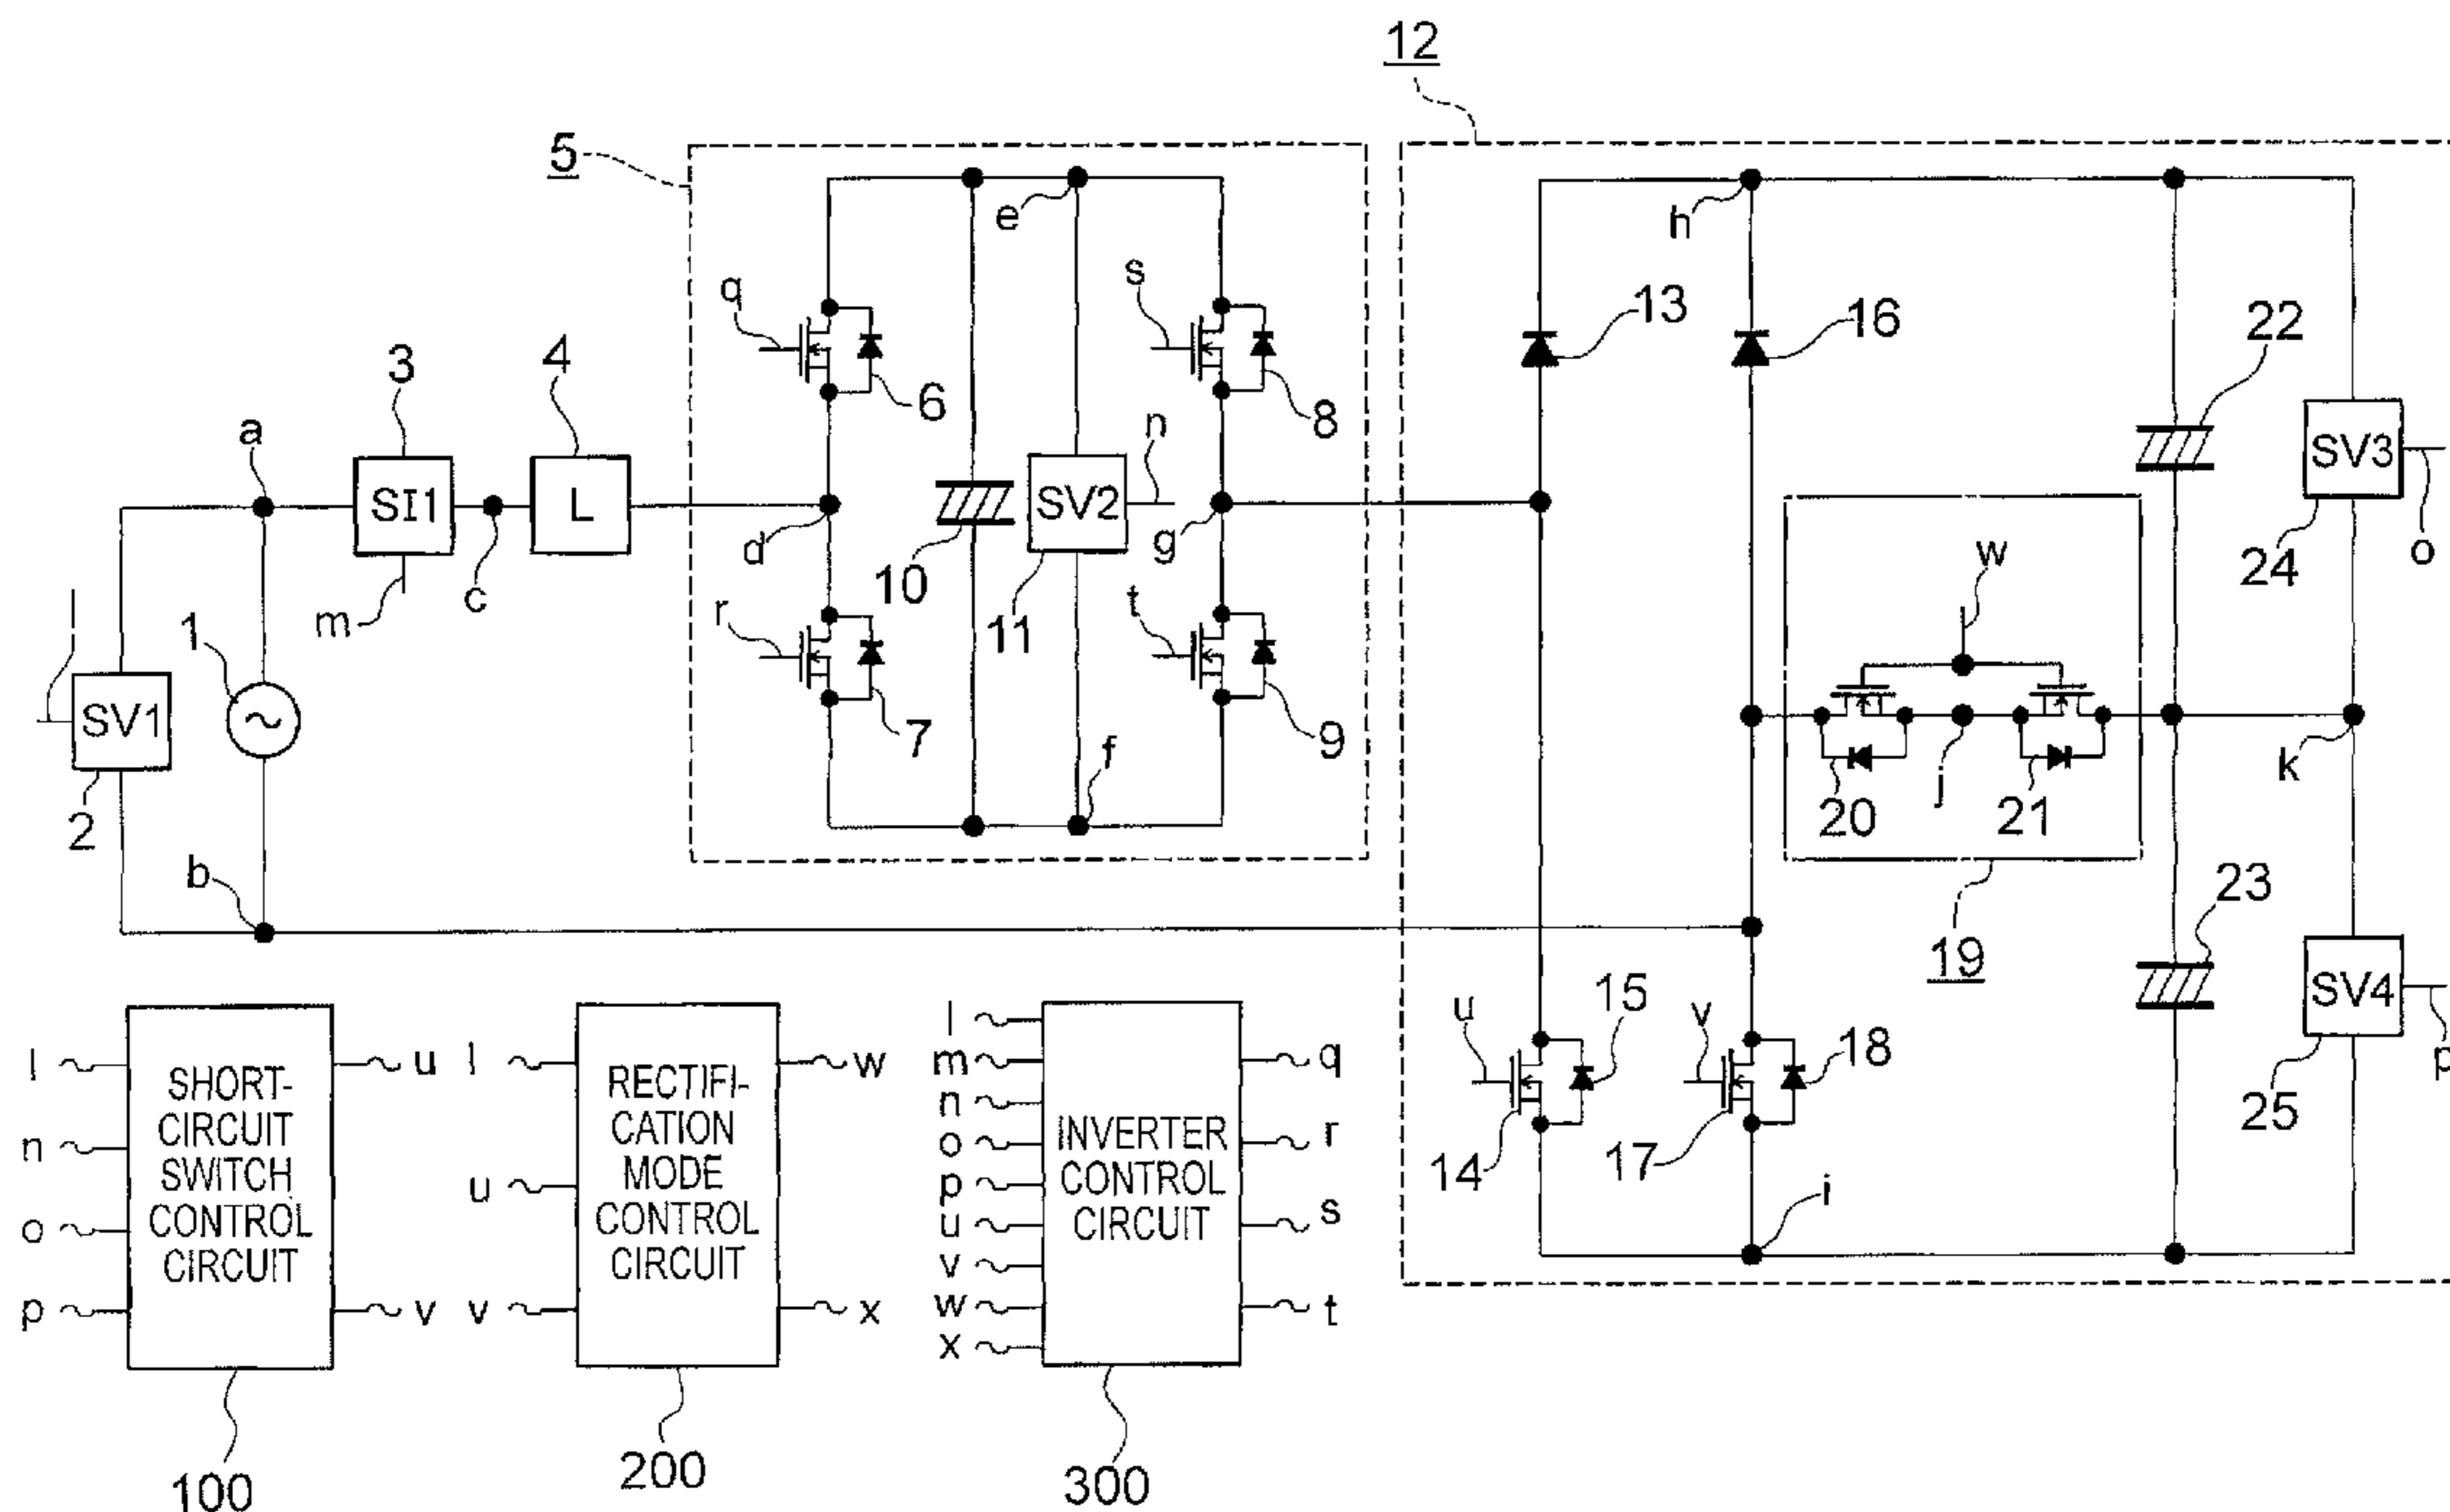 12
5
e
h
q
s
13
16
22
3
4
6
8
n
a
SI1
L
SV2
SV3
d
g
10
11
24
o
m
c
w
l
1
r
t
SV1
7
9
k
2
f
20
j
21
b
23
19
15
SV4
u
v
18
p
14
17
25
i
l
n
o
p
SHORT-
CIRCUIT
SWITCH
CONTROL
CIRCUIT
u
v
100
l
u
v
RECTIFI-
CATION
MODE
CONTROL
CIRCUIT
w
x
200
l
m
n
o
p
u
v
w
x
INVERTER
CONTROL
CIRCUIT
q
r
s
t
300